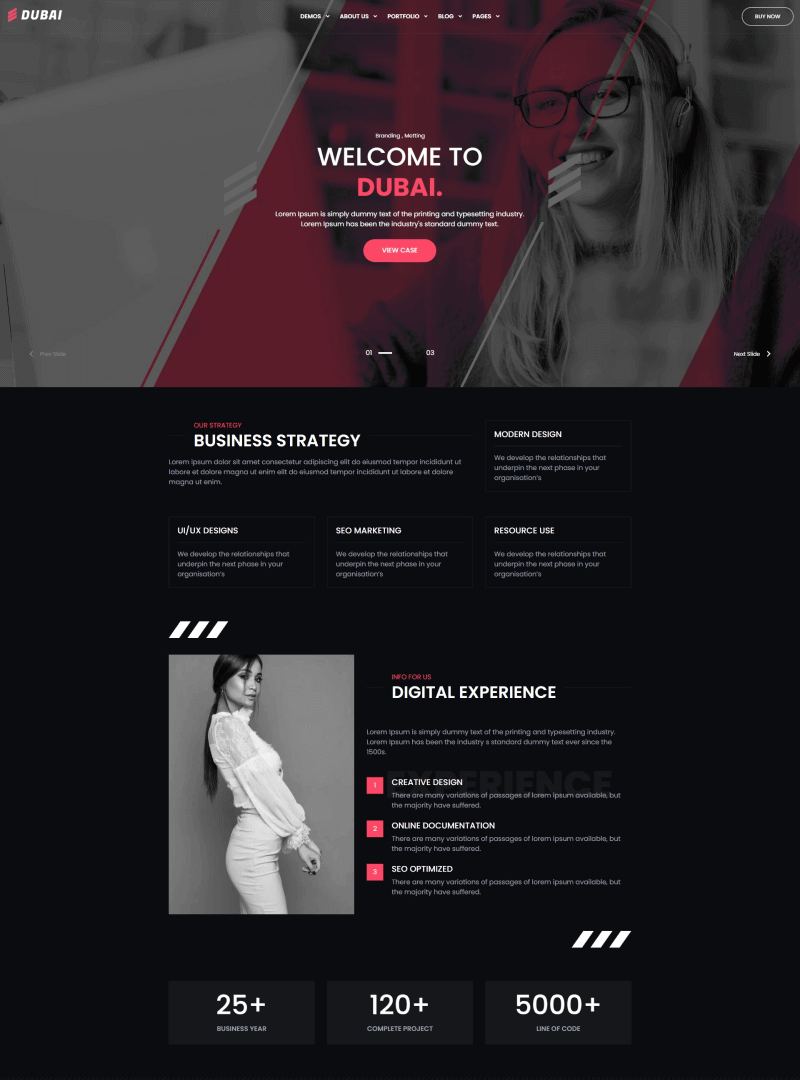 DUBAI
DEMOS ABOUT US PORTFOLIO BLOG PAGES
BUY NOW
Branding , Metting
WELCOME TO
DUBAI.
Lorem Ipsum is simply dummy text of the printing and typesetting industry.
Lorem Ipsum has been the industry's standard dummy text.
VIEW CASE
Prev Slide
01
03
Next Slide
OUR STRATEGY
BUSINESS STRATEGY
Lorem ipsum dolor sit amet consectetur adipiscing elit do eiusmod tempor incididunt ut
labore et dolore magna ut enim elit do eiusmod tempor incididunt ut labore et dolore
magna ut enim.
MODERN DESIGN
We develop the relationships that
underpin the next phase in your
organisation's
UI/UX DESIGNS
We develop the relationships that
underpin the next phase in your
organisation's
SEO MARKETING
We develop the relationships that
underpin the next phase in your
organisation's
RESOURCE USE
We develop the relationships that
underpin the next phase in your
organisation's
INFO FOR US
DIGITAL EXPERIENCE
Lorem Ipsum is simply dummy text of the printing and typesetting industry.
Lorem Ipsum has been the industry s standard dummy text ever since the
1500s.
EXPERIENCE
1
CREATIVE DESIGN
There are many variations of passages of lorem ipsum available, but
the majority have suffered.
2
ONLINE DOCUMENTATION
There are many variations of passages of lorem ipsum available, but
the majority have suffered.
3
SEO OPTIMIZED
There are many variations of passages of lorem ipsum available, but
the majority have suffered.
25+
BUSINESS YEAR
120+
COMPLETE PROJECT
5000+
LINE OF CODE